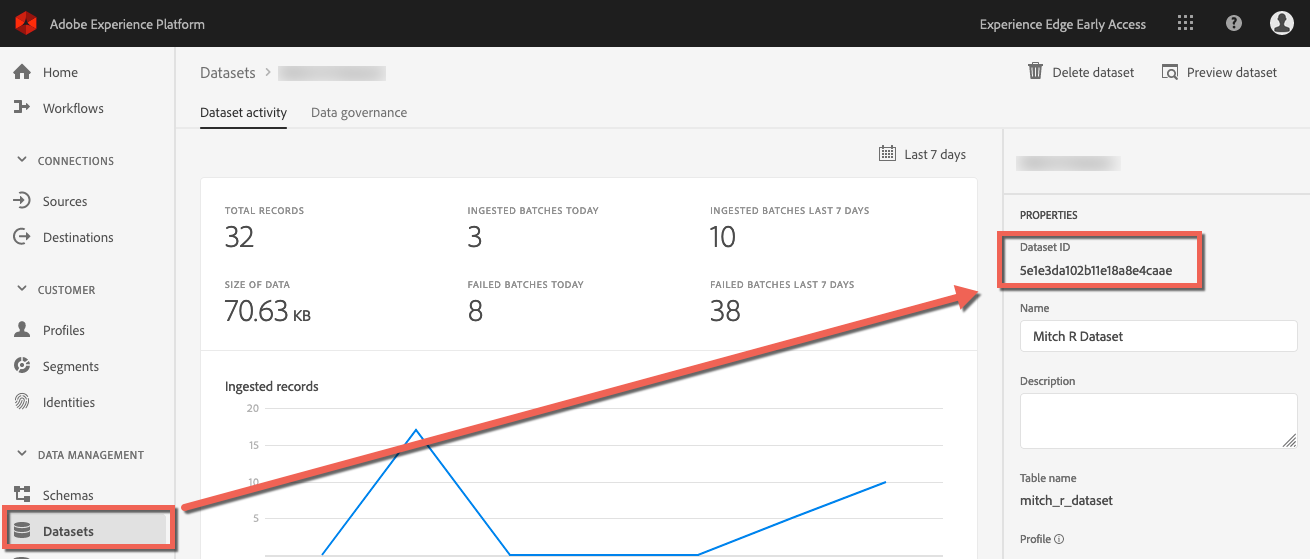 Adobe Experience Platform
Experience Edge Early Access
Home
Workflows
CONNECTIONS
Sources
Destinations
CUSTOMER
Profiles
Segments
Identities
DATA MANAGEMENT
Schemas
Datasets
Datasets >
Delete dataset
Preview dataset
Dataset activity
Data governance
Last 7 days
TOTAL RECORDS
32
INGESTED BATCHES TODAY
3
INGESTED BATCHES LAST 7 DAYS
10
SIZE OF DATA
70.63 KB
FAILED BATCHES TODAY
8
FAILED BATCHES LAST 7 DAYS
38
Ingested records
20
15
10
5
PROPERTIES
Dataset ID
5e1e3da102b11e18a8e4caae
Name
Mitch R Dataset
Description
Table name
mitch_r_dataset
Profile